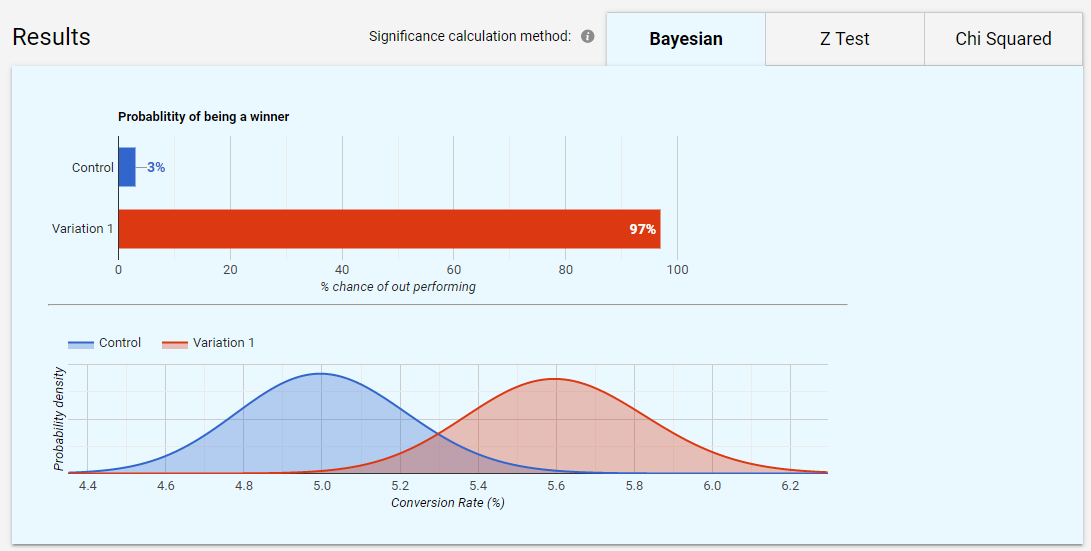 Results
Significance calculation method: i
Bayesian
Z Test
Chi Squared
Probablitity of being a winner
Control
3%
Variation 1
97%
0 20 40 60 80 100
% chance of out performing
Control Variation 1
Probability density
4.4 4.6 4.8 5.0 5.2 5.4 5.6 5.8 6.0 6.2
Conversion Rate (%)